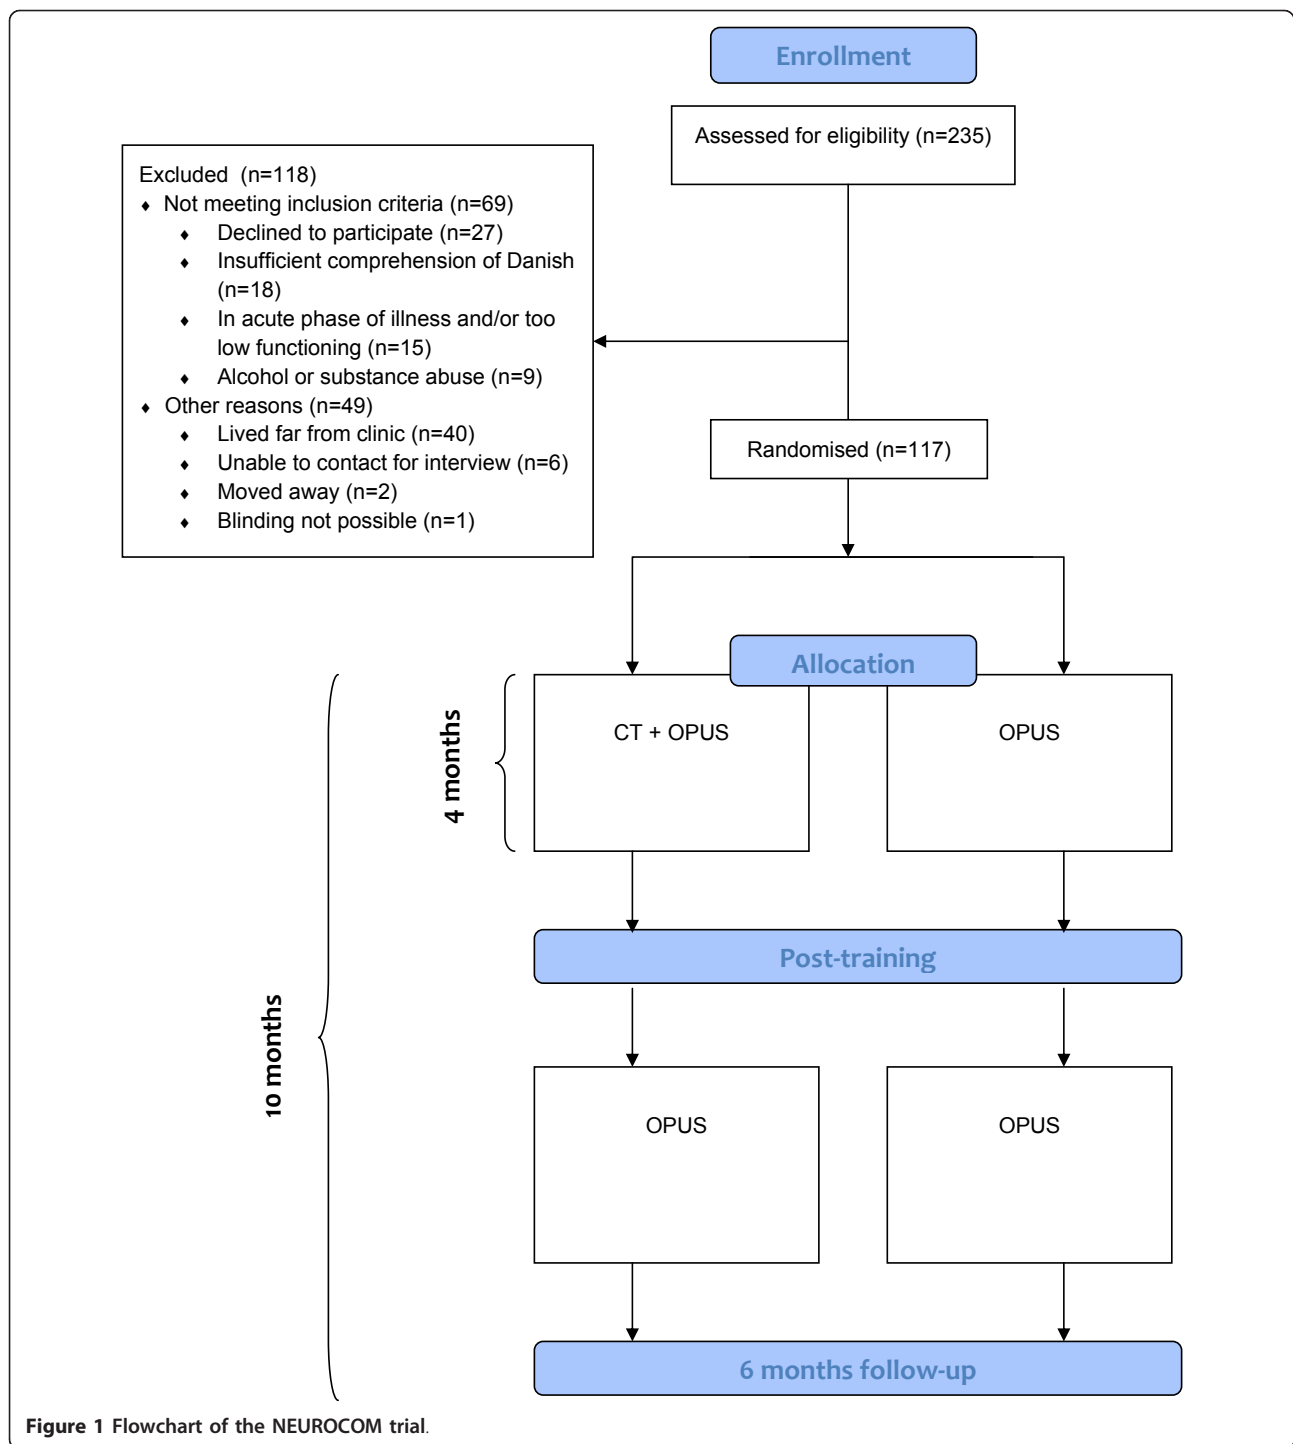 Enrollment
Assessed for eligibility (n=235)
Excluded (n=118)
♦ Not meeting inclusion criteria (n=69)
♦ Declined to participate (n=27)
♦ Insufficient comprehension of Danish
(n=18)
♦ In acute phase of illness and/or too
low functioning (n=15)
♦ Alcohol or substance abuse (n=9)
♦ Other reasons (n=49)
♦ Lived far from clinic (n=40)
♦ Unable to contact for interview (n=6)
♦ Moved away (n=2)
♦ Blinding not possible (n=1)
Randomised (n=117)
Allocation
4 months
CT + OPUS
OPUS
Post-training
10 months
OPUS
OPUS
6 months follow-up
Figure 1 Flowchart of the NEUROCOM trial.